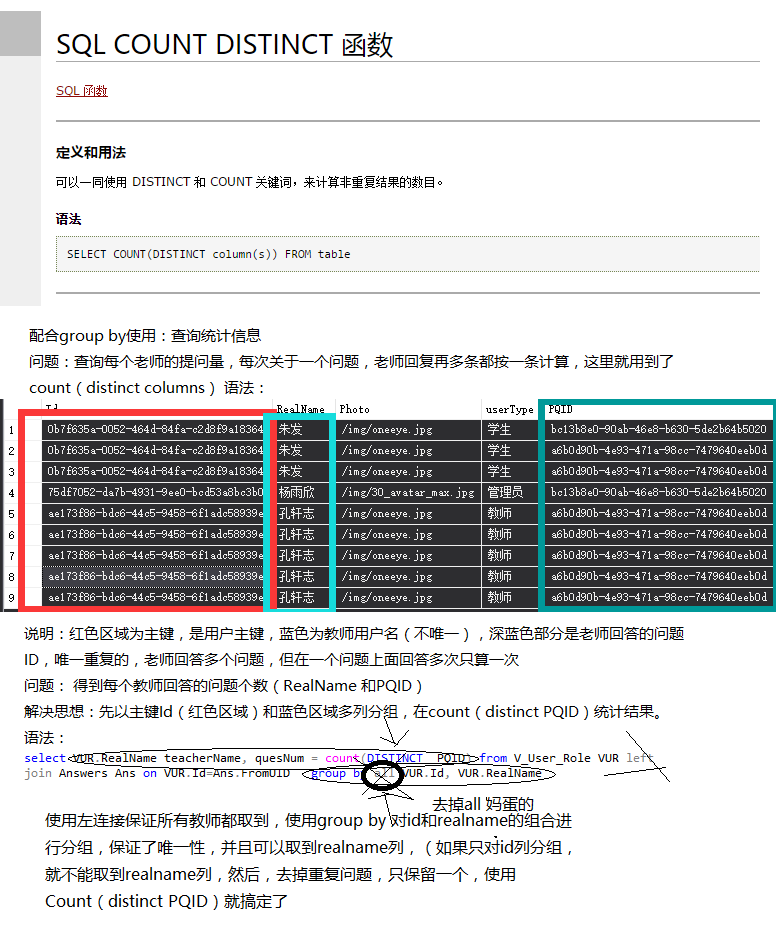 SQL COUNT DISTINCT 函数
SQL 函数
定义和用法
可以一同使用 DISTINCT 和 COUNT 关键词，来计算非重复结果的数目。
语法
SELECT COUNT(DISTINCT column(s)) FROM table
配合group by使用：查询统计信息
问题：查询每个老师的提问量，每次关于一个问题，老师回复再多条都按一条计算，这里就用到了
count（distinct columns） 语法：
Id RealName Photo userType PQID
1 0b7f635a-0052-464d-84fa-c2d8f9a18364 朱发 /img/oneeye.jpg 学生 bc13b8e0-90ab-46e8-b630-5de2b64b5020
2 0b7f635a-0052-464d-84fa-c2d8f9a18364 朱发 /img/oneeye.jpg 学生 a6b0d90b-4e93-471a-98cc-7479640eeb0d
3 0b7f635a-0052-464d-84fa-c2d8f9a18364 朱发 /img/oneeye.jpg 学生 a6b0d90b-4e93-471a-98cc-7479640eeb0d
4 75df7052-da7b-4931-9ee0-bcd53a8bc3b0 杨雨欣 /img/30_avatar_max.jpg 管理员 bc13b8e0-90ab-46e8-b630-5de2b64b5020
5 ae173f86-bdc6-44c5-9458-6f1adc58939e 孔轩志 /img/oneeye.jpg 教师 a6b0d90b-4e93-471a-98cc-7479640eeb0d
6 ae173f86-bdc6-44c5-9458-6f1adc58939e 孔轩志 /img/oneeye.jpg 教师 a6b0d90b-4e93-471a-98cc-7479640eeb0d
7 ae173f86-bdc6-44c5-9458-6f1adc58939e 孔轩志 /img/oneeye.jpg 教师 a6b0d90b-4e93-471a-98cc-7479640eeb0d
8 ae173f86-bdc6-44c5-9458-6f1adc58939e 孔轩志 /img/oneeye.jpg 教师 a6b0d90b-4e93-471a-98cc-7479640eeb0d
9 ae173f86-bdc6-44c5-9458-6f1adc58939e 孔轩志 /img/oneeye.jpg 教师 a6b0d90b-4e93-471a-98cc-7479640eeb0d
说明：红色区域为主键，是用户主键，蓝色为教师用户名（不唯一），深蓝色部分是老师回答的问题
ID，唯一重复的，老师回答多个问题，但在一个问题上面回答多次只算一次
问题： 得到每个教师回答的问题个数（RealName 和PQID）
解决思想：先以主键Id（红色区域）和蓝色区域多列分组，在count（distinct PQID）统计结果。
语法：
select VUR.RealName teacherName, quesNum = count(DISTINCT PQID) from V_User_Role VUR left
join Answers Ans on VUR.Id=Ans.FromUID group by all VUR.Id, VUR.RealName
去掉all 妈蛋的
使用左连接保证所有教师都取到，使用group by 对id和realname的组合进
行分组，保证了唯一性，并且可以取到realname列，（如果只对id列分组，
就不能取到realname列，然后，去掉重复问题，只保留一个，使用
Count（distinct PQID）就搞定了